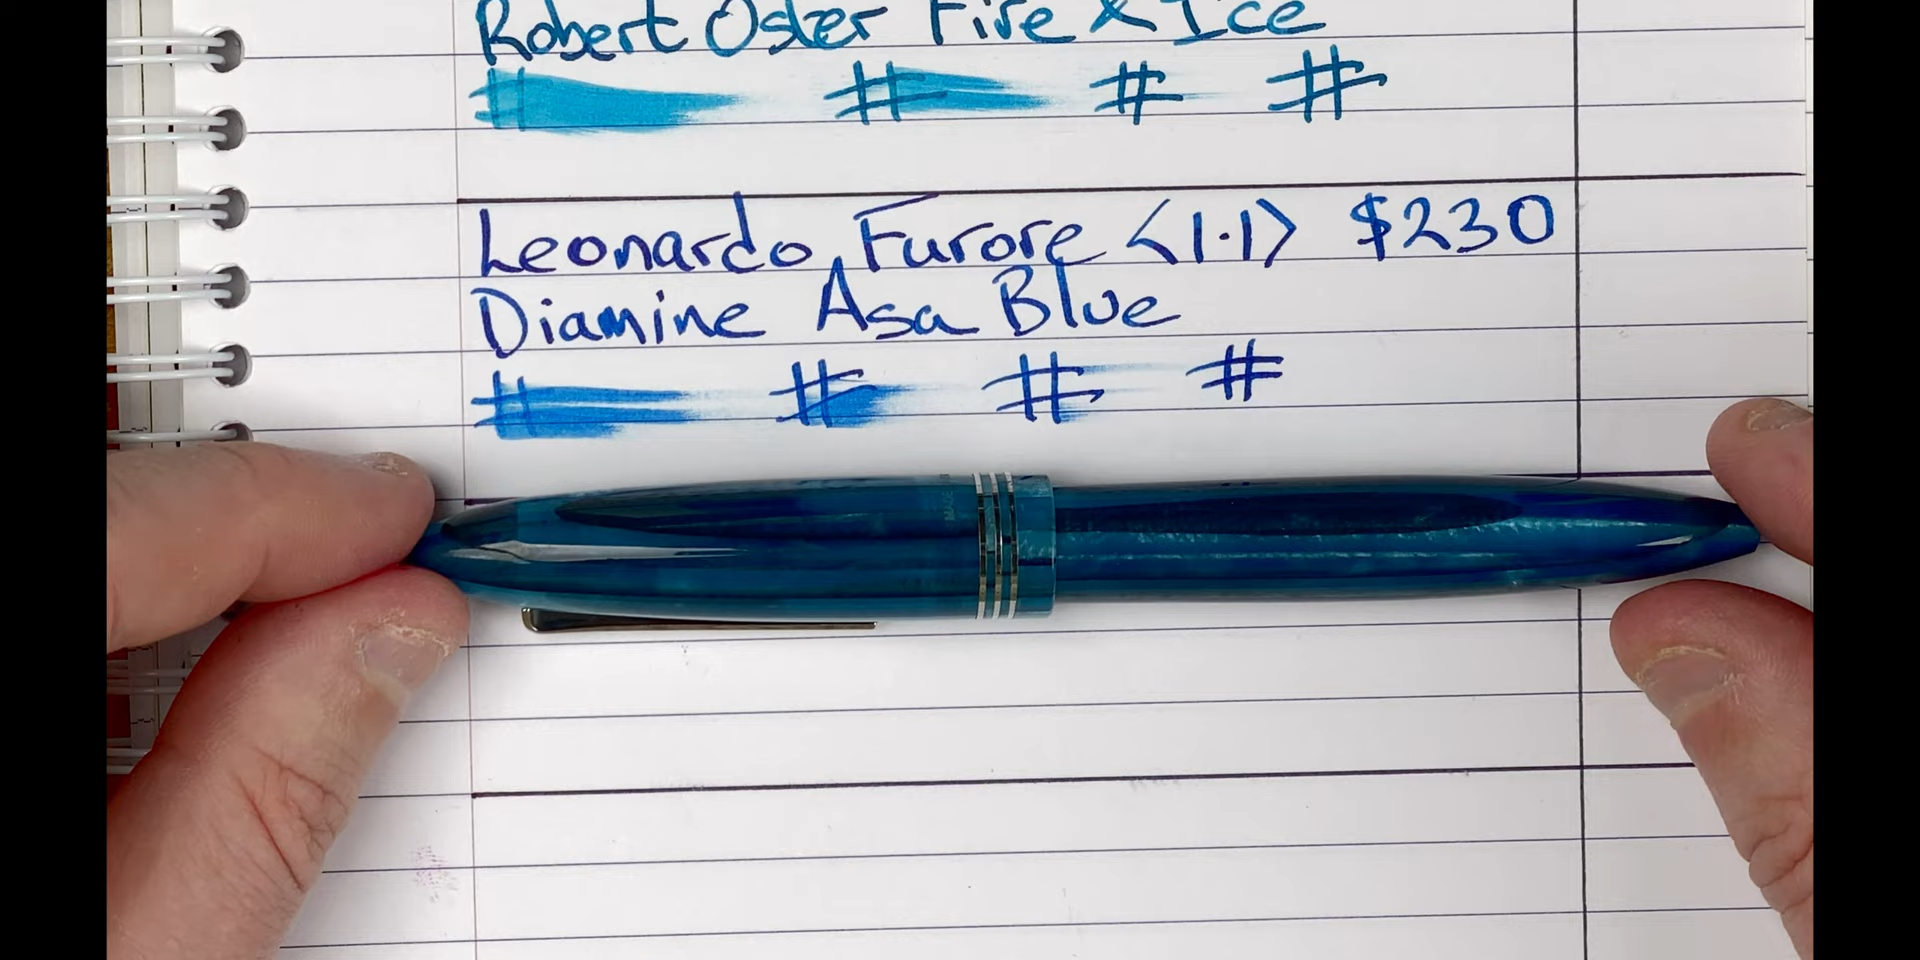 Robert Oster Fire & Ice
# # # #
Leonardo Furore <1.1> $230
Diamine Asa Blue
# # # #